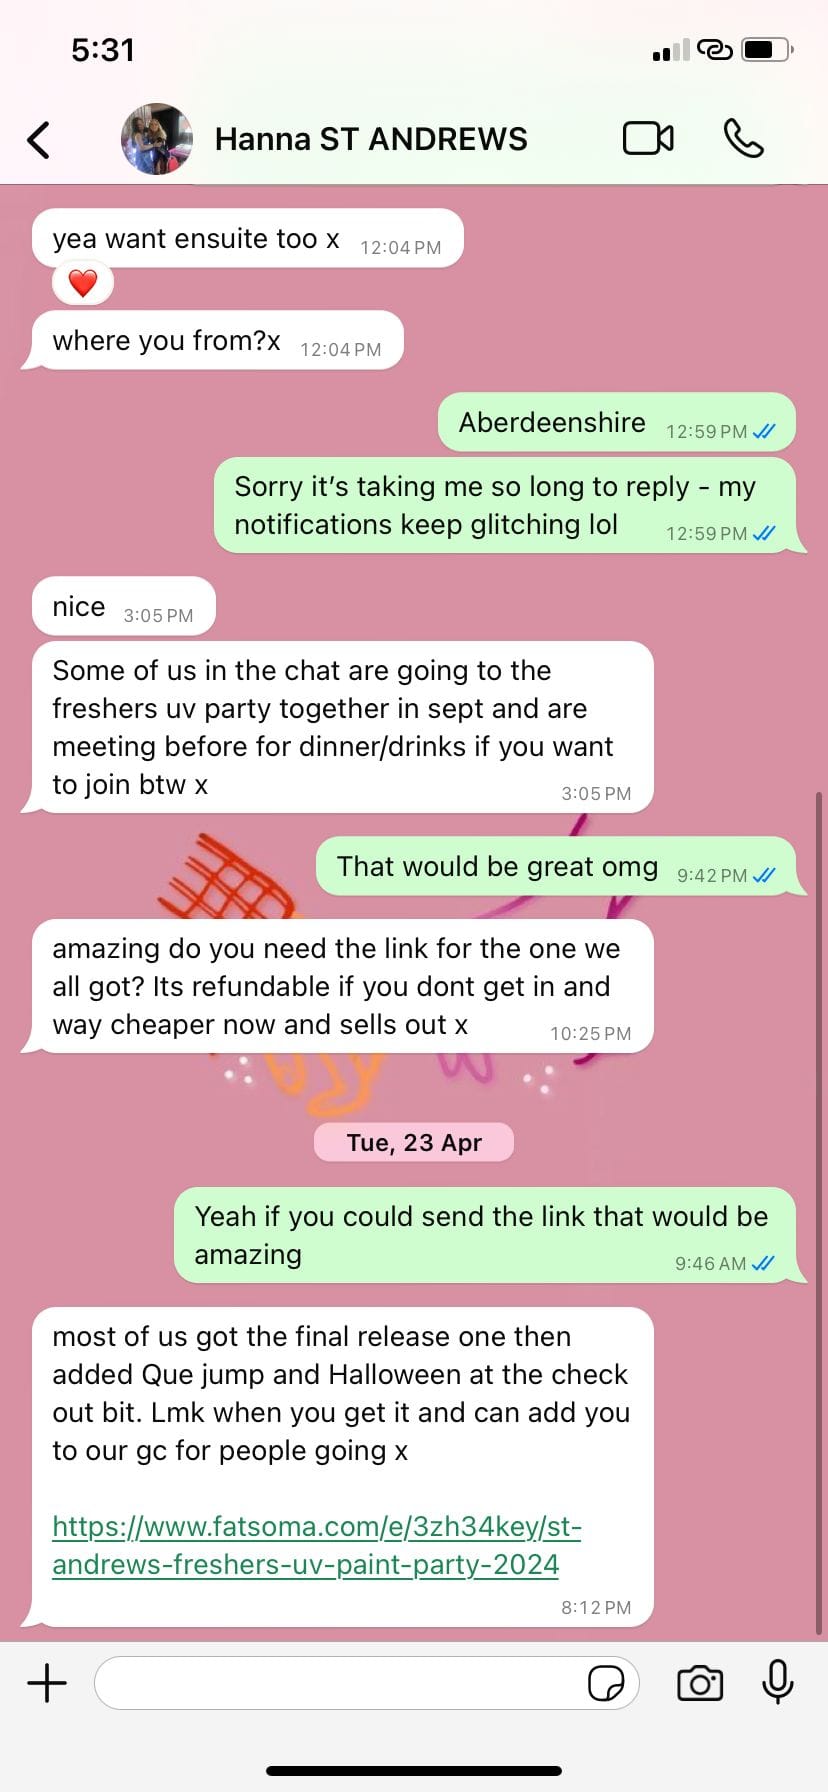 5:31
Hanna ST ANDREWS
yea want ensuite too x 12:04 PM
where you from?x 12:04 PM
Aberdeenshire 12:59 PM
Sorry it's taking me so long to reply - my
notifications keep glitching lol 12:59 PM
nice 3:05 PM
Some of us in the chat are going to the
freshers uv party together in sept and are
meeting before for dinner/drinks if you want
to join btw x 3:05 PM
That would be great omg 9:42 PM
amazing do you need the link for the one we
all got? Its refundable if you dont get in and
way cheaper now and sells out x 10:25 PM
Tue, 23 Apr
Yeah if you could send the link that would be
amazing 9:46 AM
most of us got the final release one then
added Que jump and Halloween at the check
out bit. Lmk when you get it and can add you
to our gc for people going x
https://www.fatsoma.com/e/3zh34key/st-
andrews-freshers-uv-paint-party-2024
8:12 PM